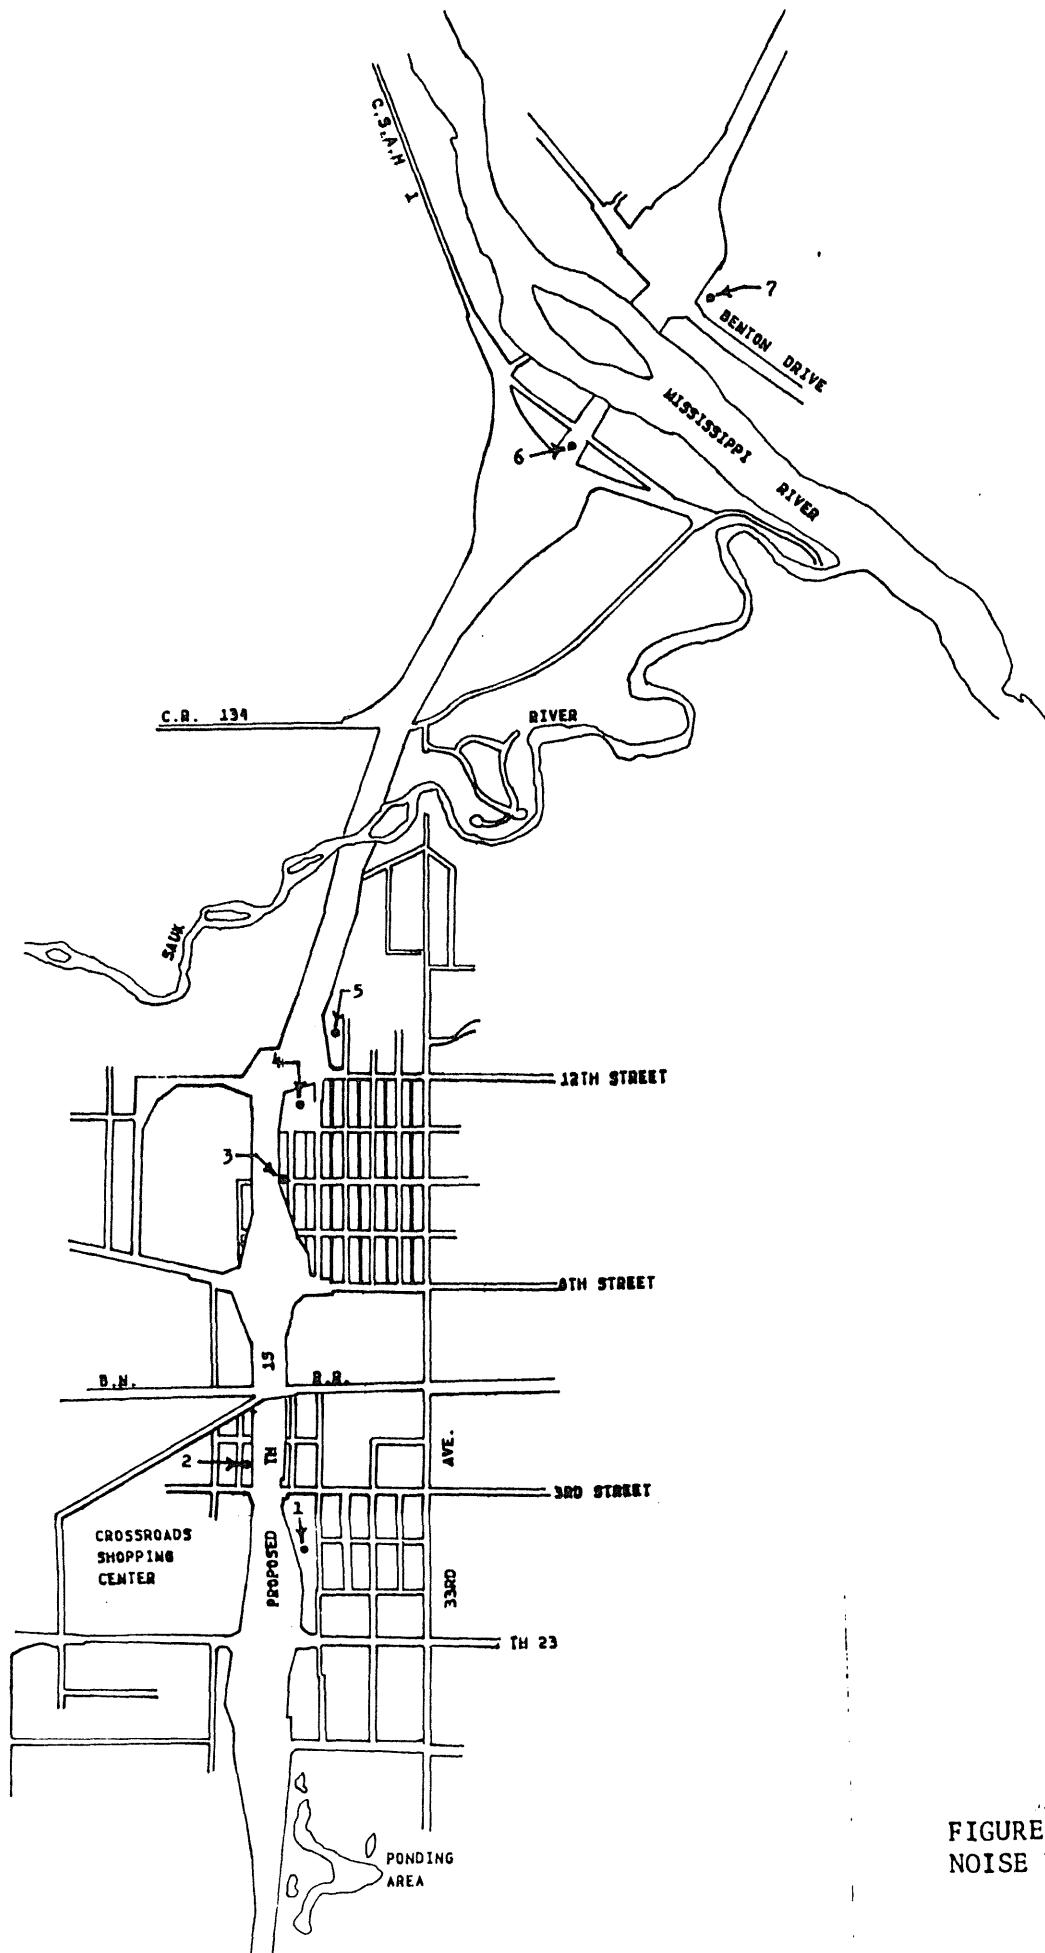 C.S.A.H 1
7
BENTON DRIVE
MISSISSIPPI RIVER
6
C.R. 134
RIVER
SAUK
5
4
12TH STREET
3
8TH STREET
15
B.N. R.R.
2
TH
AVE.
3RD STREET
1
CROSSROADS
SHOPPING
CENTER
PROPOSED
33RD
TH 23
FIGURE
NOISE
PONDING
AREA